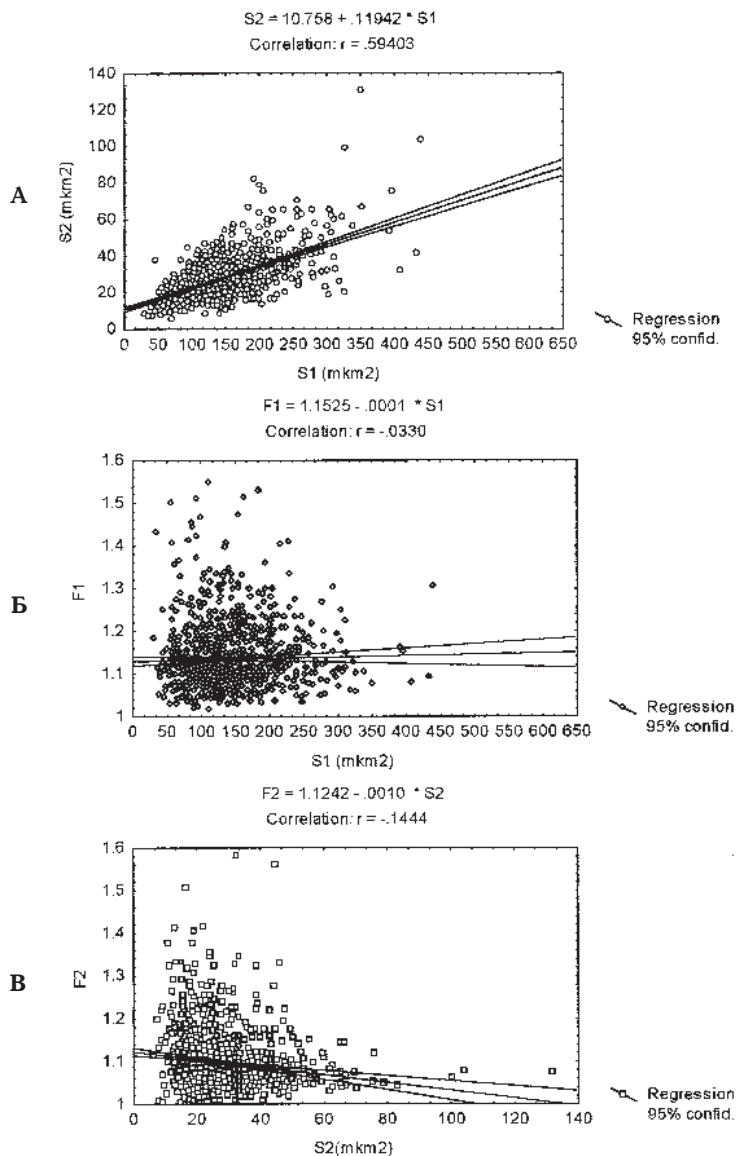 S2 = 10.758 + .11942 * S1
Correlation: r = .59403
140
120
100
80
60
40
20
0
S2 (mkm2)
А
0 50 100 150 200 250 300 350 400 450 500 550 600 650
S1 (mkm2)
Regression
95% confid.
F1 = 1.1525 - .0001 * S1
Correlation: r = -.0330
1.6
1.5
1.4
1.3
1.2
1.1
1
F1
Б
0 50 100 150 200 250 300 350 400 450 500 550 600 650
S1 (mkm2)
Regression
95% confid.
F2 = 1.1242 - .0010 * S2
Correlation: r = -.1444
1.6
1.5
1.4
1.3
1.2
1.1
1
F2
В
0 20 40 60 80 100 120 140
S2(mkm2)
Regression
95% confid.